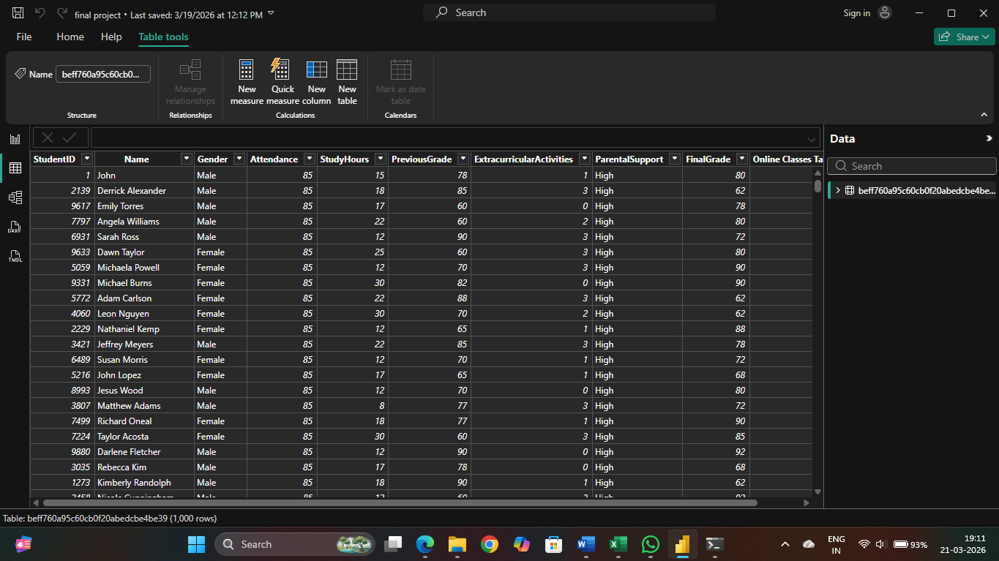 final project • Last saved: 3/19/2026 at 12:12 PM
Search
Sign in
File Home Help Table tools
Share
Name beff760a95c60cb0...
Manage relationships
New measure
Quick measure
New column
New table
Mark as date table
Structure Relationships Calculations Calendars
Data
Search
beff760a95c60cb0f20abedcbe4be...
DAX
TMDL
StudentID Name Gender Attendance StudyHours PreviousGrade ExtracurricularActivities ParentalSupport FinalGrade Online Classes Ta
1 John Male 85 15 78 1 High 80
2139 Derrick Alexander Male 85 18 85 3 High 62
9617 Emily Torres Male 85 17 60 0 High 78
7797 Angela Williams Male 85 22 60 2 High 80
6931 Sarah Ross Male 85 12 90 3 High 72
9633 Dawn Taylor Female 85 25 60 3 High 80
5059 Michaela Powell Female 85 12 70 3 High 90
9331 Michael Burns Female 85 30 82 0 High 90
5772 Adam Carlson Female 85 22 88 3 High 62
4060 Leon Nguyen Female 85 30 70 2 High 62
2229 Nathaniel Kemp Female 85 12 65 1 High 88
3421 Jeffrey Meyers Male 85 22 85 3 High 78
6489 Susan Morris Female 85 12 70 1 High 72
5216 John Lopez Female 85 17 65 1 High 68
8993 Jesus Wood Male 85 12 70 0 High 80
3807 Matthew Adams Male 85 8 77 3 High 72
7499 Richard Oneal Female 85 18 77 1 High 90
7224 Taylor Acosta Female 85 30 60 3 High 85
9880 Darlene Fletcher Male 85 12 90 0 High 92
3035 Rebecca Kim Male 85 17 78 0 High 68
1273 Kimberly Randolph Male 85 18 90 1 High 62
Table: beff760a95c60cb0f20abedcbe4be39 (1,000 rows)
Search
ENG
IN
93%
19:11
21-03-2026